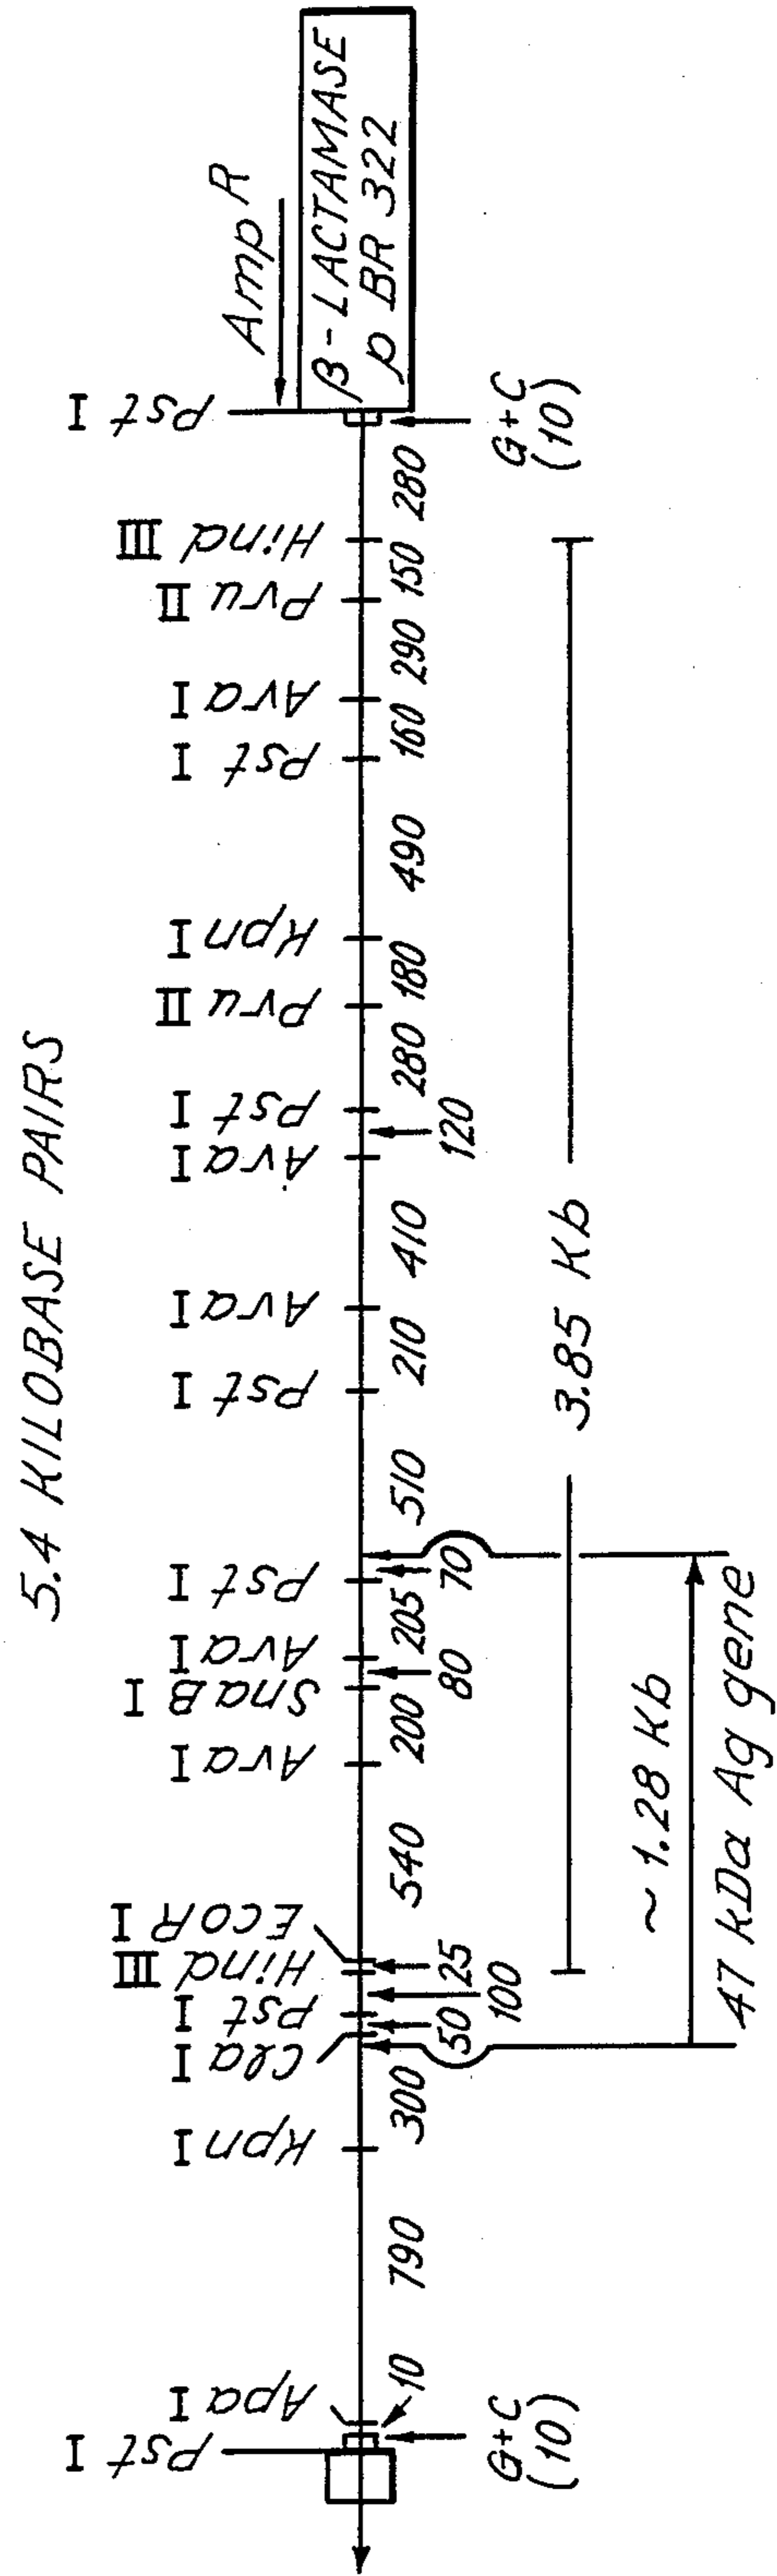 5.4 KILOBASE PAIRS
Pst I
Apa I
Kpn I
Cla I
Pst I
Hind III
EcoR I
Ava I
SnaB I
Ava I
Pst I
Pst I
Ava I
Ava I
Pst I
Pvu II
Kpn I
Pst I
Ava I
Pvu II
Hind III
Pst I
Amp R
β-LACTAMASE
p BR 322
10
790
300
50
100
25
540
200
80
205
70
510
210
410
120
280
180
490
160
290
150
280
G+C
(10)
G+C
(10)
3.85 Kb
~1.28 Kb
47 kDa Ag gene